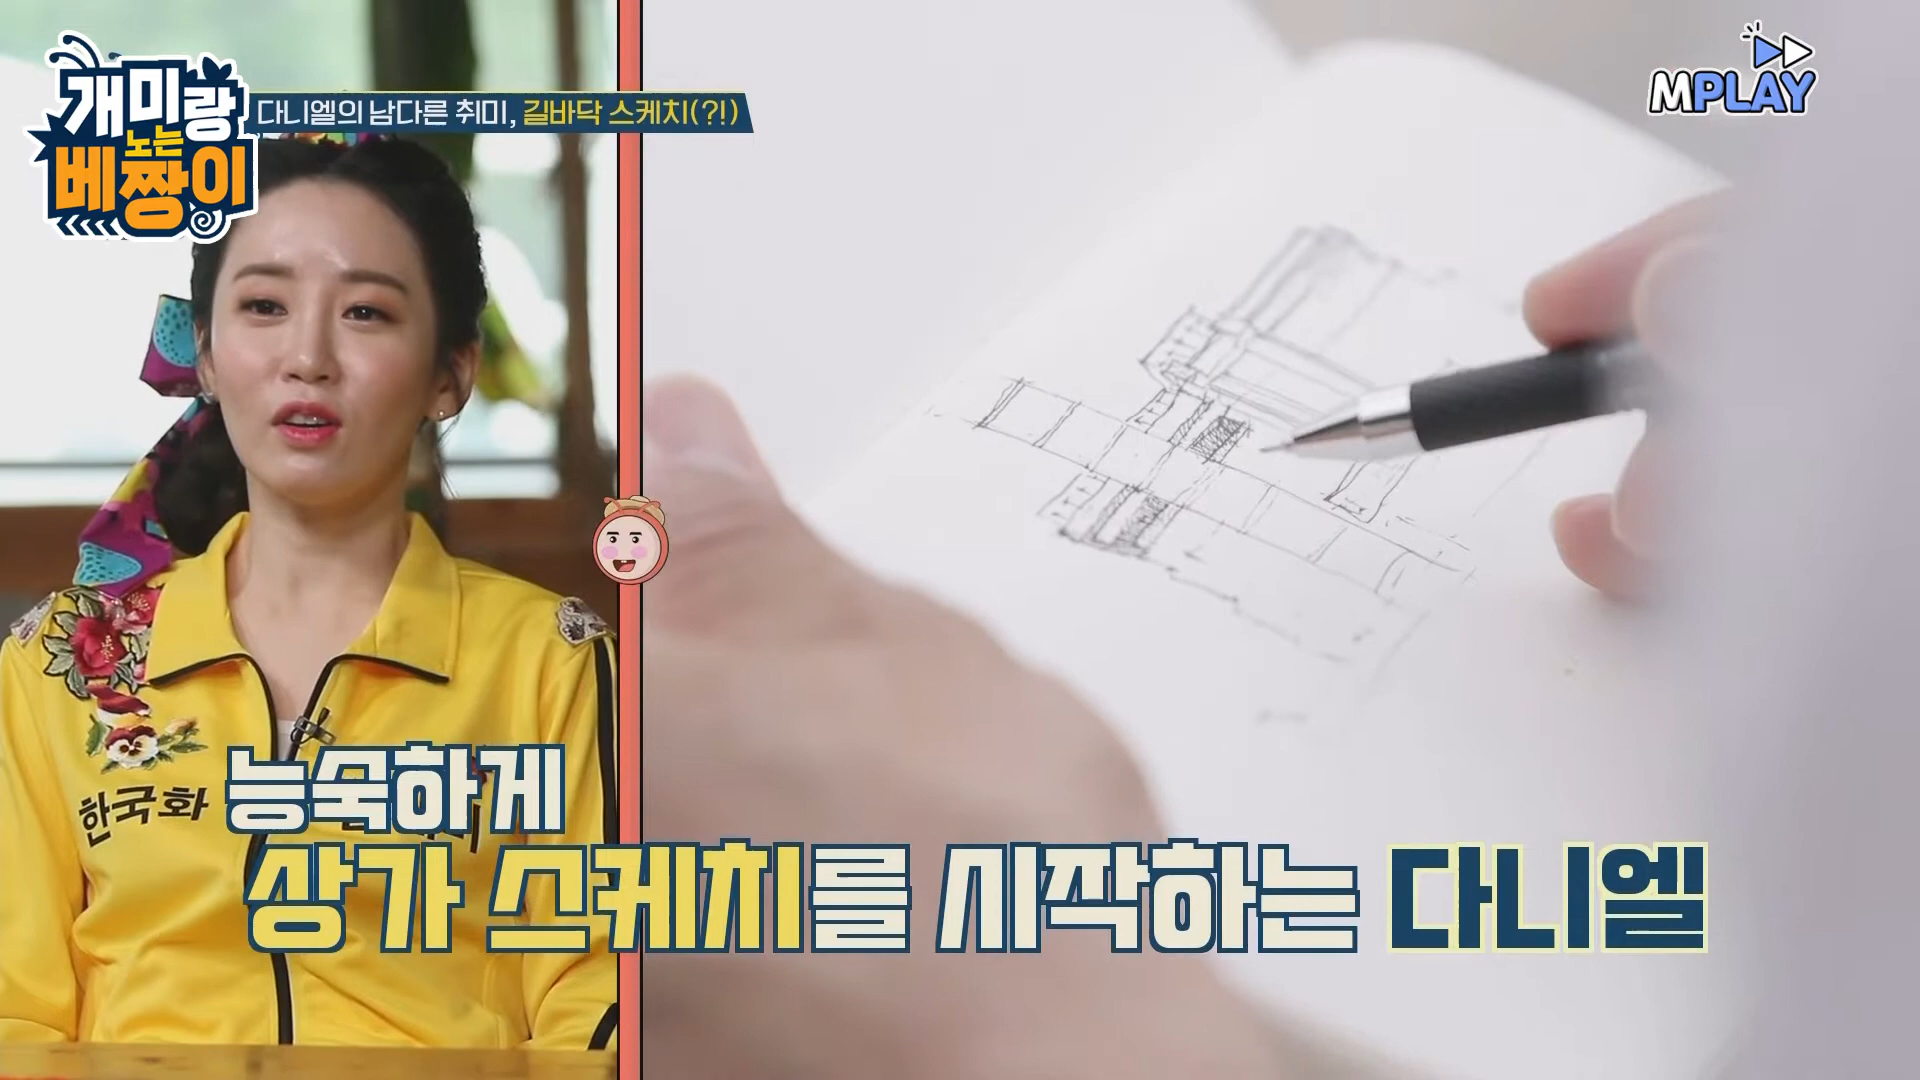 개미랑
노는
베짱이
다니엘의 남다른 취미, 길바닥 스케치(?!)
MPLAY
한국화
능숙하게
상가 스케치를 시작하는 다니엘